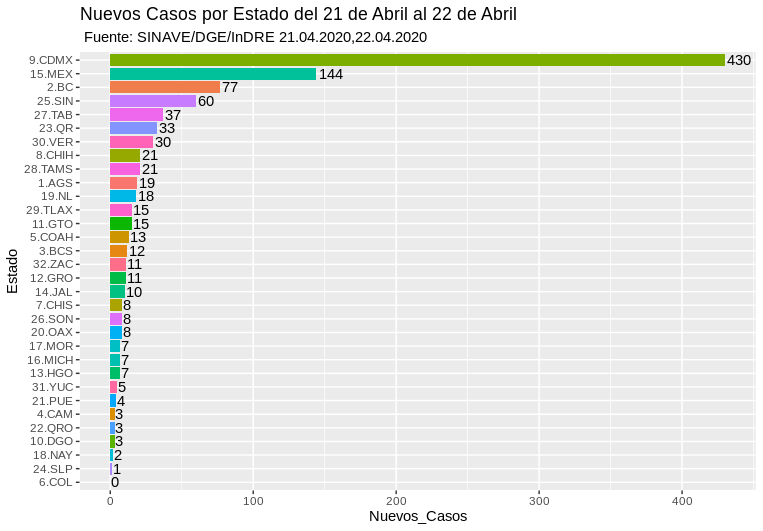 Nuevos Casos por Estado del 21 de Abril al 22 de Abril
Fuente: SINAVE/DGE/InDRE 21.04.2020,22.04.2020
Estado
9.CDMX 430
15.MEX 144
2.BC 77
25.SIN 60
27.TAB 37
23.QR 33
30.VER 30
8.CHIH 21
28.TAMS 21
1.AGS 19
19.NL 18
29.TLAX 15
11.GTO 15
5.COAH 13
3.BCS 12
32.ZAC 11
12.GRO 11
14.JAL 10
7.CHIS 8
26.SON 8
20.OAX 8
17.MOR 7
16.MICH 7
13.HGO 7
31.YUC 5
21.PUE 4
4.CAM 3
22.QRO 3
10.DGO 3
18.NAY 2
24.SLP 1
6.COL 0
0 100 200 300 400
Nuevos_Casos